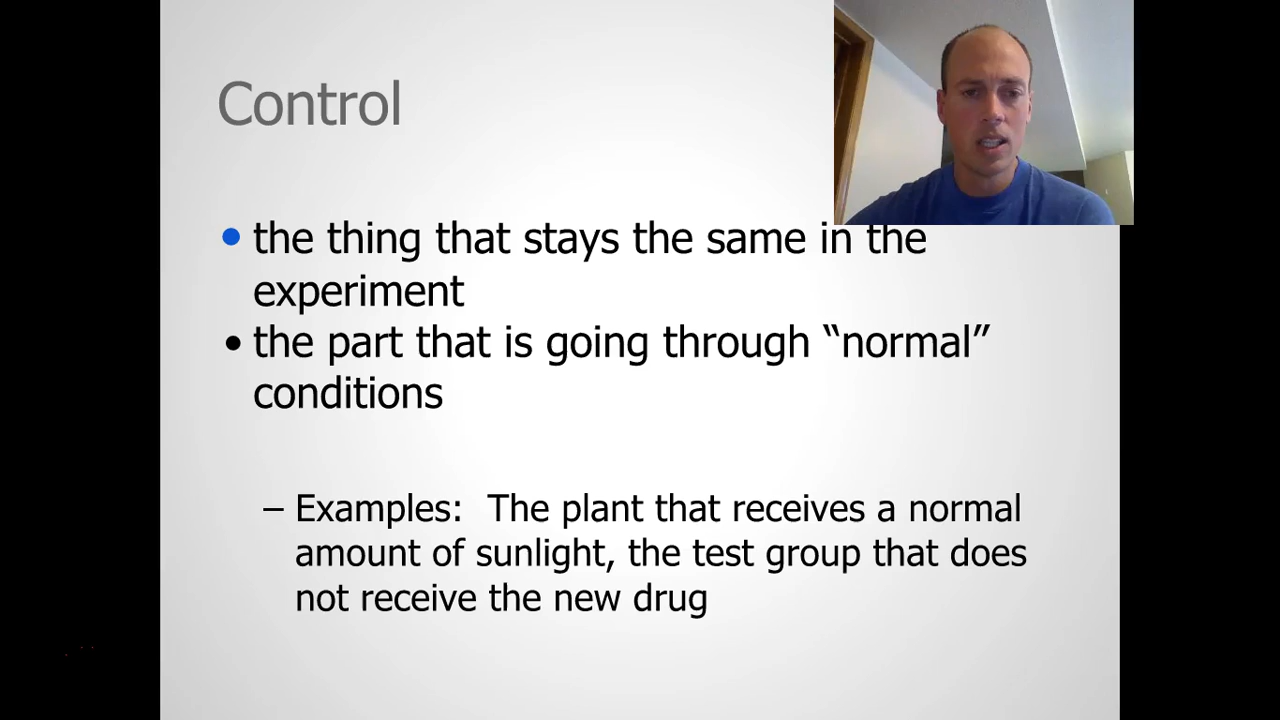 Control
• the thing that stays the same in the
experiment
• the part that is going through “normal”
conditions
– Examples:  The plant that receives a normal
amount of sunlight, the test group that does
not receive the new drug